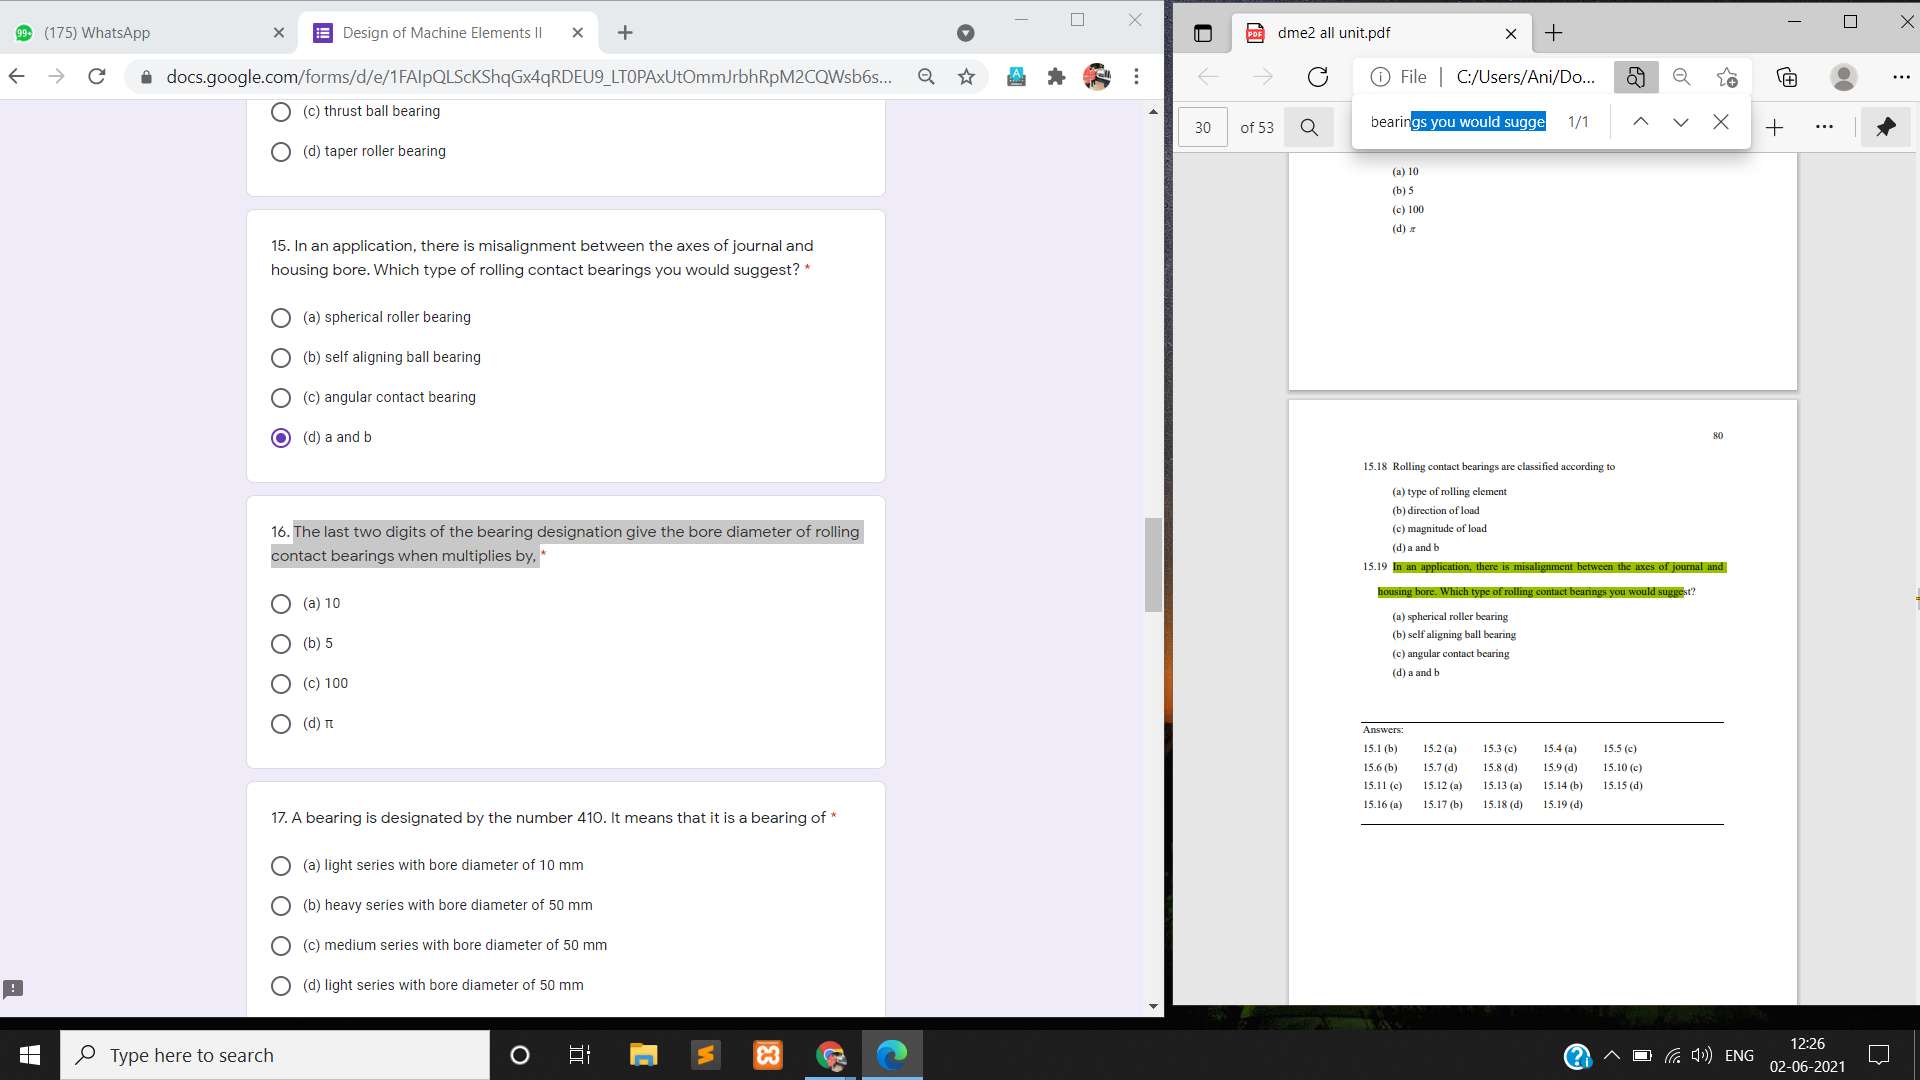 99+ (175) WhatsApp
Design of Machine Elements II
docs.google.com/forms/d/e/1FAIpQLScKShqGx4qRDEU9_LT0PAxUtOmmJrbhRpM2CQWsb6s...
(c) thrust ball bearing
(d) taper roller bearing
15. In an application, there is misalignment between the axes of journal and
housing bore. Which type of rolling contact bearings you would suggest? *
(a) spherical roller bearing
(b) self aligning ball bearing
(c) angular contact bearing
(d) a and b
16. The last two digits of the bearing designation give the bore diameter of rolling
contact bearings when multiplies by, *
(a) 10
(b) 5
(c) 100
(d) π
17. A bearing is designated by the number 410. It means that it is a bearing of *
(a) light series with bore diameter of 10 mm
(b) heavy series with bore diameter of 50 mm
(c) medium series with bore diameter of 50 mm
(d) light series with bore diameter of 50 mm
PDF dme2 all unit.pdf
File | C:/Users/Ani/Do...
30 of 53
bearings you would sugge 1/1
(a) 10
(b) 5
(c) 100
(d) π
80
15.18 Rolling contact bearings are classified according to
(a) type of rolling element
(b) direction of load
(c) magnitude of load
(d) a and b
15.19 In an application, there is misalignment between the axes of journal and
housing bore. Which type of rolling contact bearings you would suggest?
(a) spherical roller bearing
(b) self aligning ball bearing
(c) angular contact bearing
(d) a and b
Answers:
15.1 (b) 15.2 (a) 15.3 (c) 15.4 (a) 15.5 (c)
15.6 (b) 15.7 (d) 15.8 (d) 15.9 (d) 15.10 (c)
15.11 (c) 15.12 (a) 15.13 (a) 15.14 (b) 15.15 (d)
15.16 (a) 15.17 (b) 15.18 (d) 15.19 (d)
Type here to search
ENG
12:26
02-06-2021